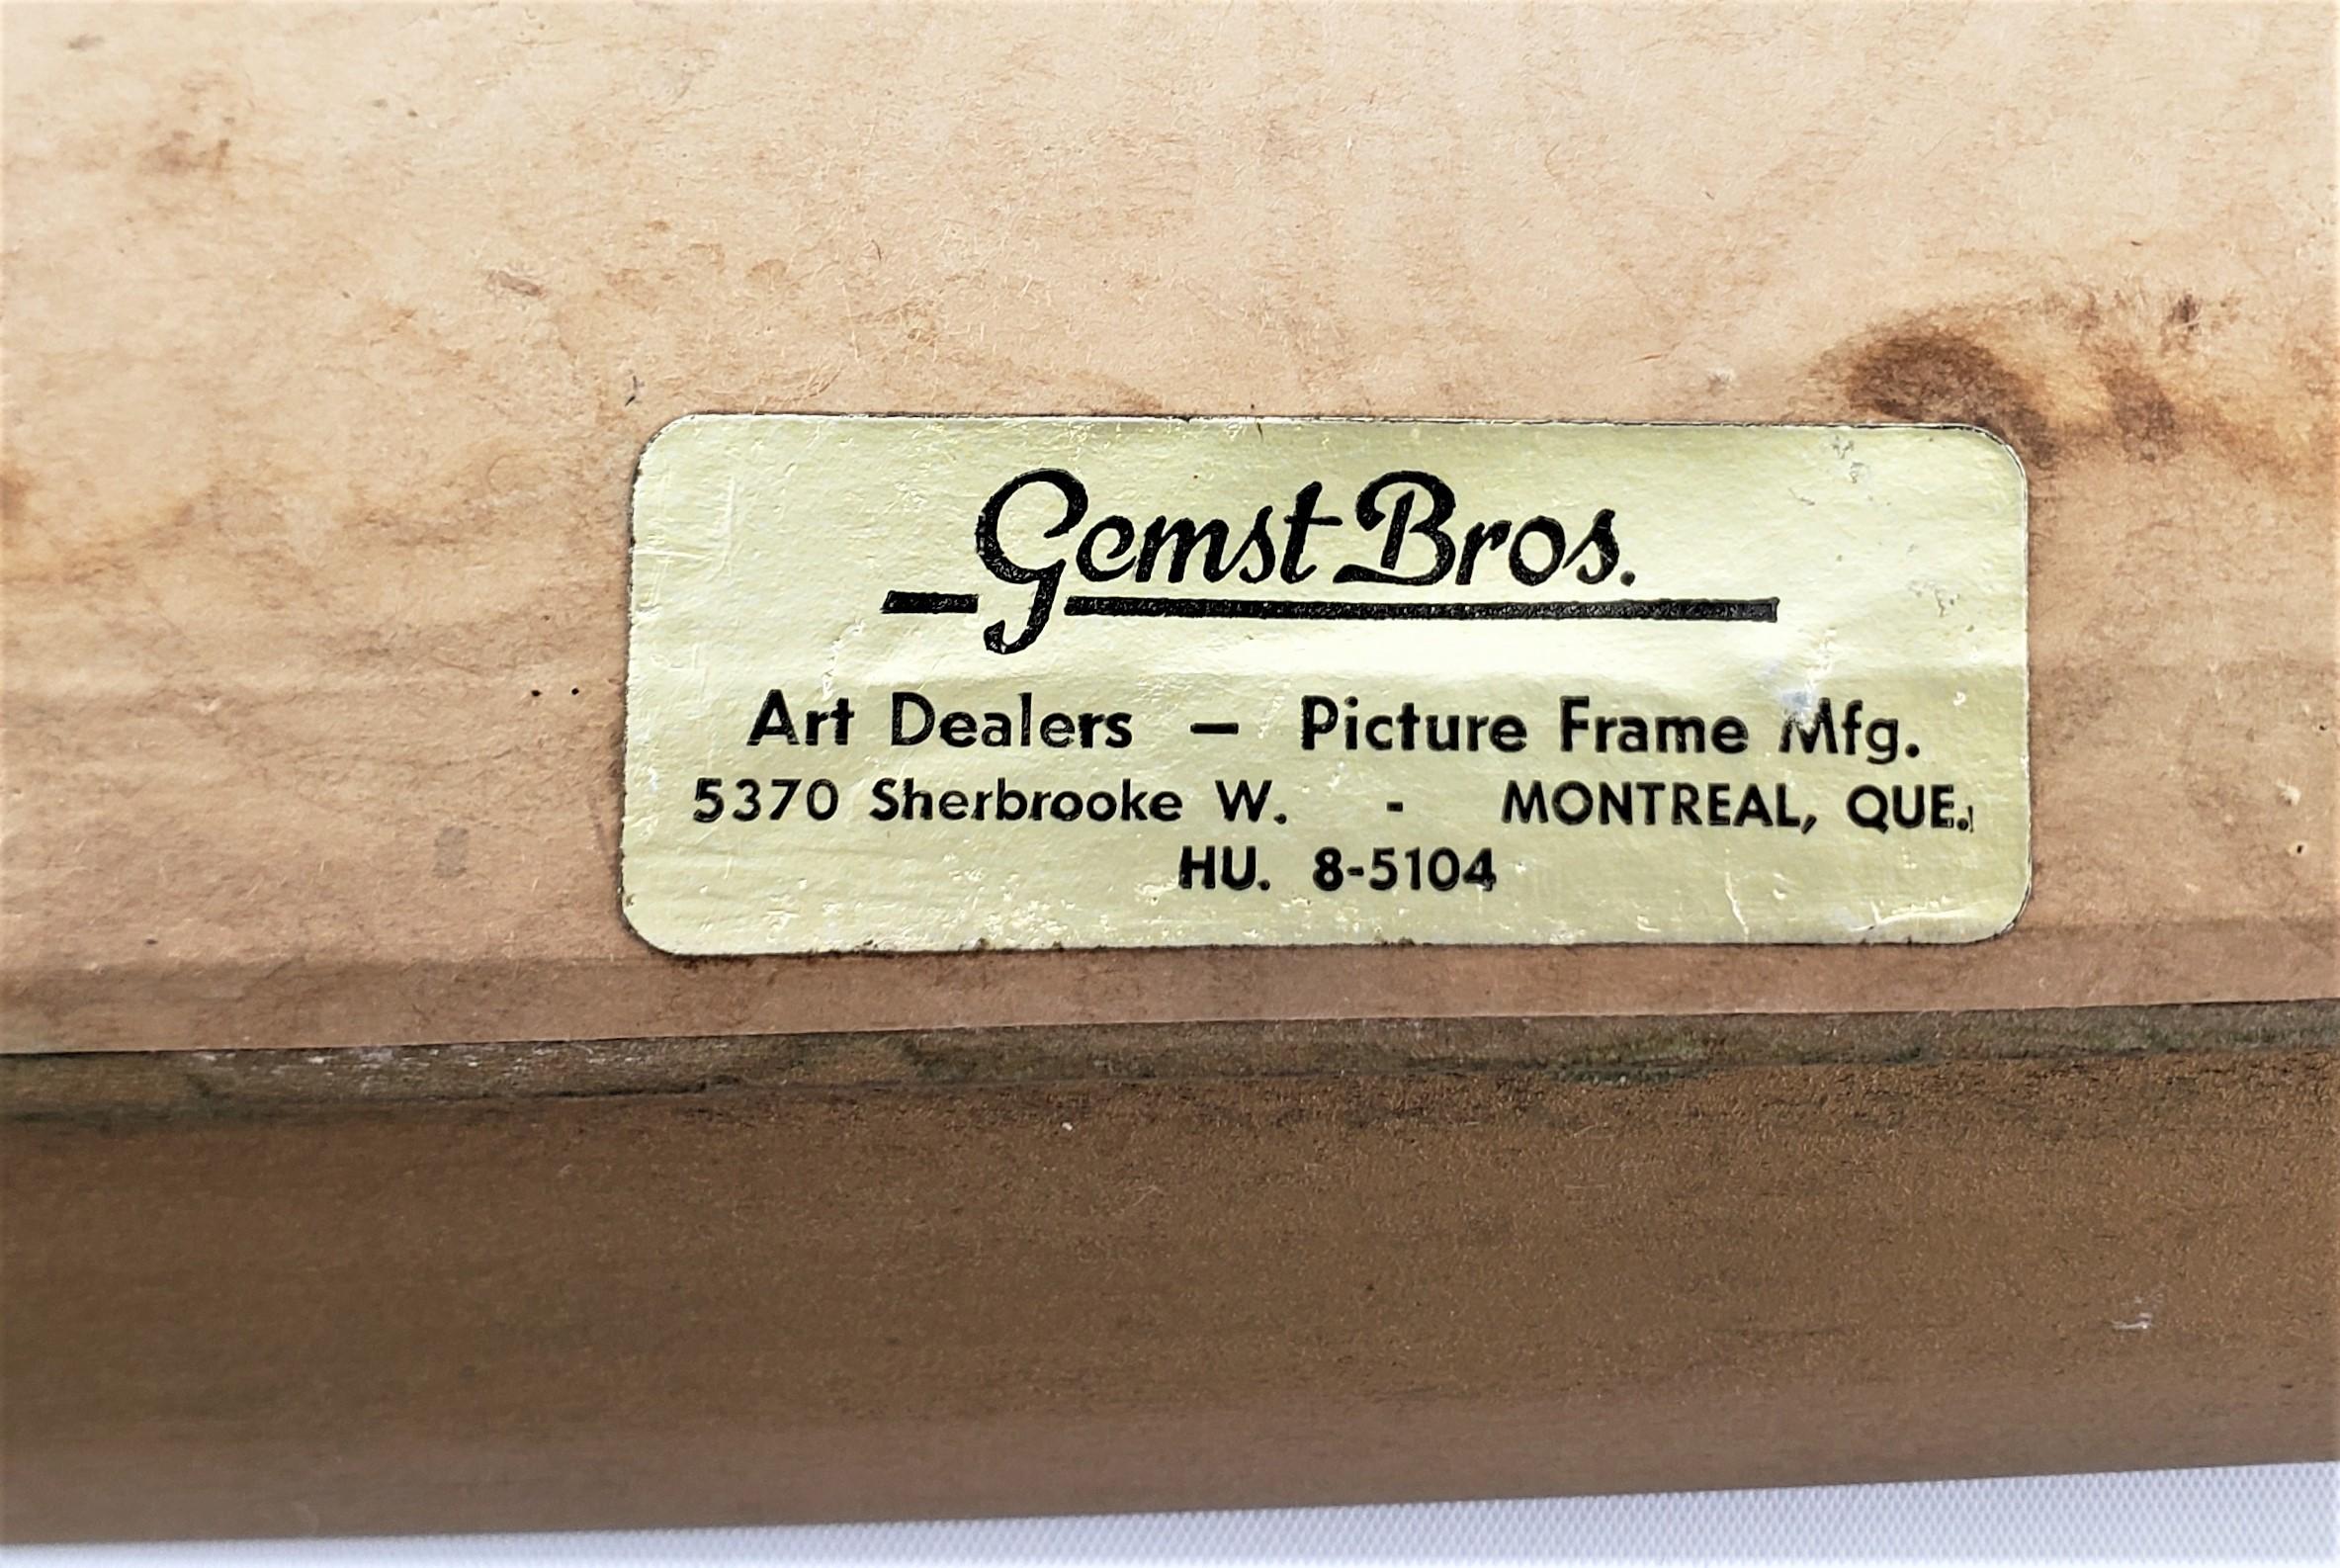 Gemst Bros.
Art Dealers – Picture Frame Mfg.
5370 Sherbrooke W. - MONTREAL, QUE.
HU. 8-5104